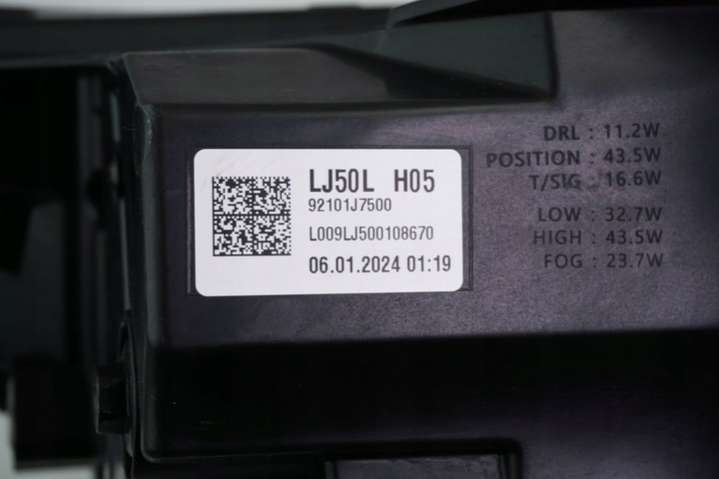 LJ50L H05
92101J7500
L009LJ500108670
06.01.2024 01:19
DRL : 11.2W
POSITION : 43.5W
T/SIG : 16.6W
LOW : 32.7W
HIGH : 43.5W
FOG : 23.7W